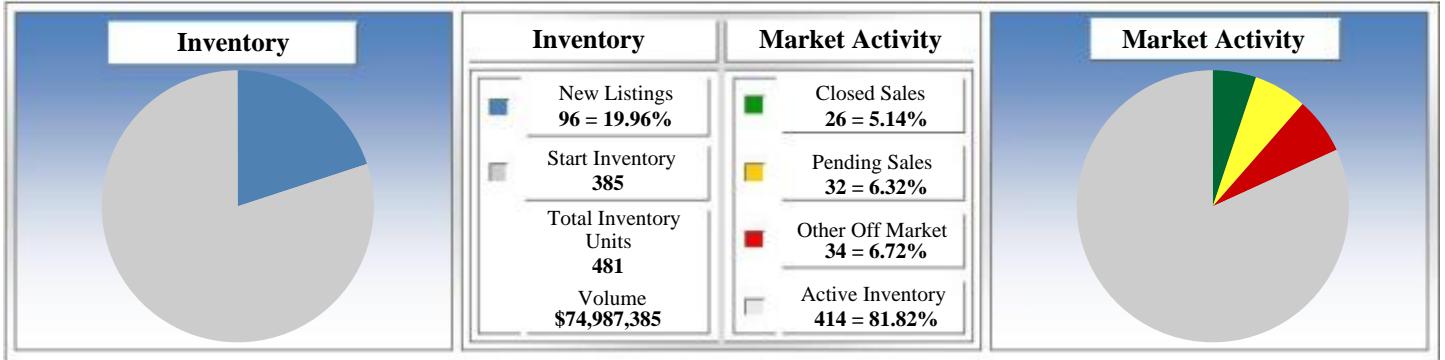 Inventory
Inventory
Market Activity
New Listings
96 = 19.96%
Start Inventory
385
Total Inventory
Units
481
Volume
$74,987,385
Closed Sales
26 = 5.14%
Pending Sales
32 = 6.32%
Other Off Market
34 = 6.72%
Active Inventory
414 = 81.82%
Market Activity